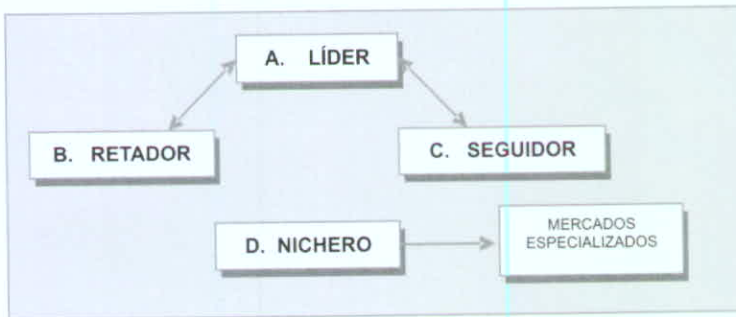 A. LÍDER
B. RETADOR
C. SEGUIDOR
D. NICHERO
MERCADOS
ESPECIALIZADOS